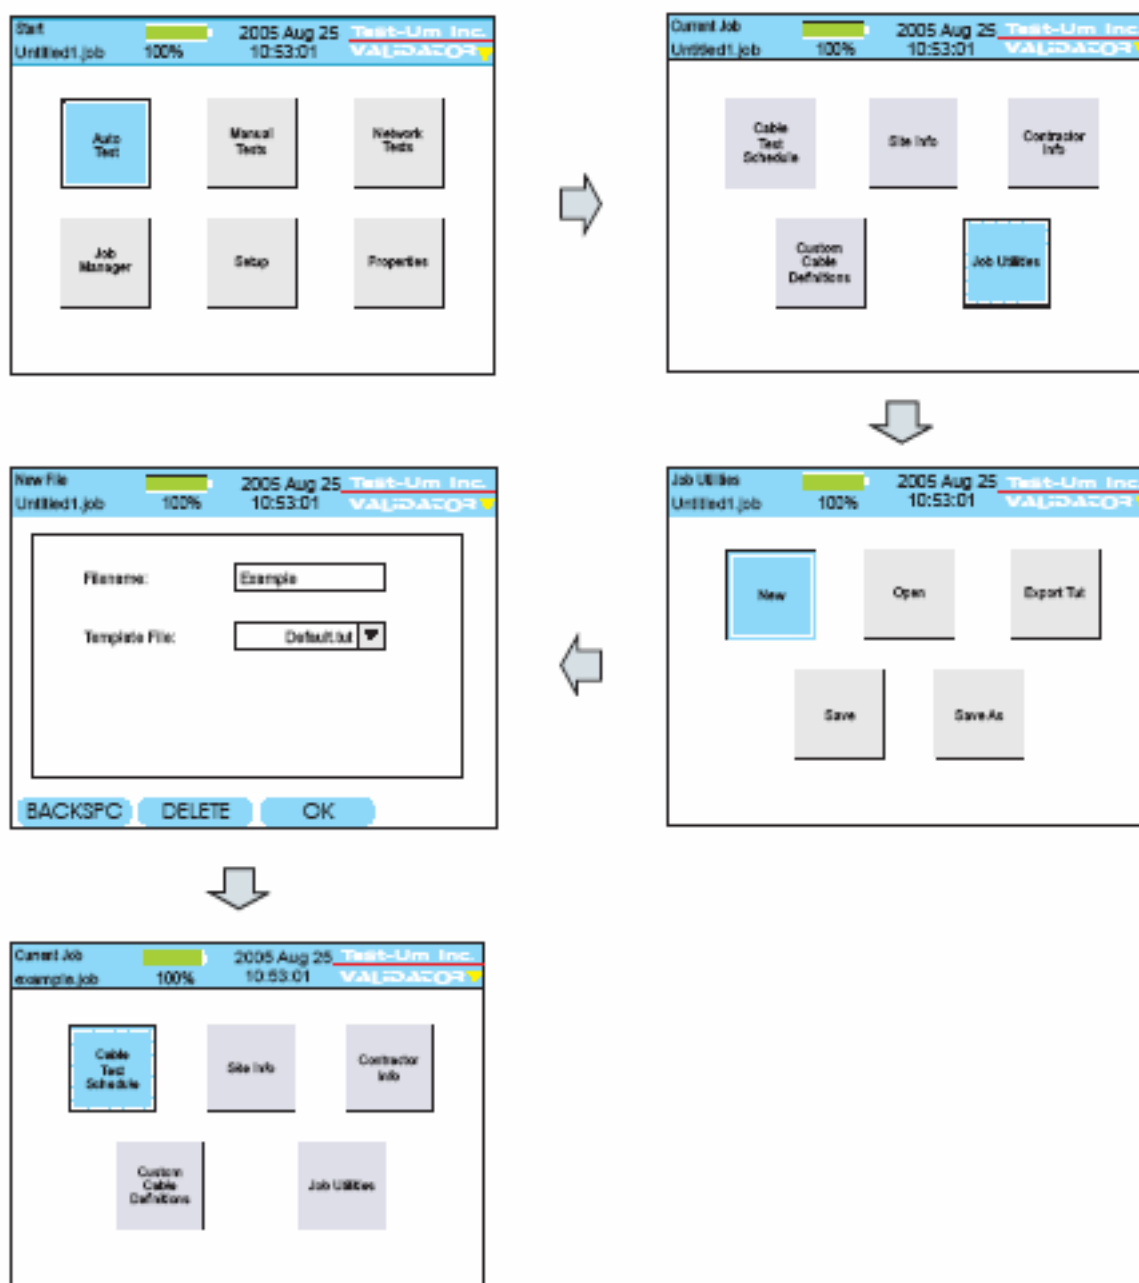 Start
2005 Aug 25 Test-Um Inc.
Untitled1.job 100% 10:53:01 VALIDATOR
Auto
Test
Manual
Tests
Network
Tests
Job
Manager
Setup
Properties
Current Job
2005 Aug 25 Test-Um Inc.
Untitled1.job 100% 10:53:01 VALIDATOR
Cable
Test
Schedule
Site Info
Contractor
Info
Custom
Cable
Definitions
Job Utilities
Job Utilities
2005 Aug 25 Test-Um Inc.
Untitled1.job 100% 10:53:01 VALIDATOR
New
Open
Export Tut
Save
Save As
New File
2005 Aug 25 Test-Um Inc.
Untitled1.job 100% 10:53:01 VALIDATOR
Filename: Example
Template File: Default.tut
BACKSPC DELETE OK
Current Job
2005 Aug 25 Test-Um Inc.
example.job 100% 10:53:01 VALIDATOR
Cable
Test
Schedule
Site Info
Contractor
Info
Custom
Cable
Definitions
Job Utilities